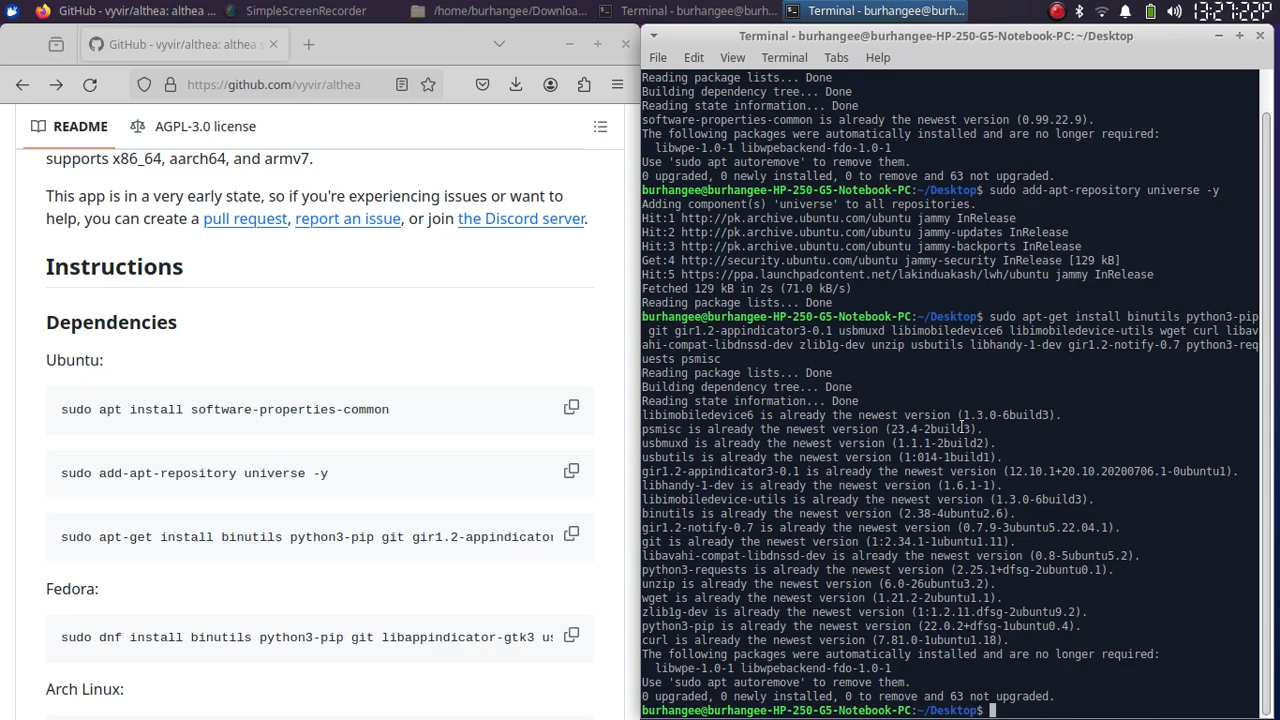 GitHub - vyvir/althea: althea ...
SimpleScreenRecorder
/home/burhangee/Downloa...
Terminal - burhangee@burh...
Terminal - burhangee@burh...
GitHub - vyvir/althea: althea s
https://github.com/vyvir/althea
README
AGPL-3.0 license
supports x86_64, aarch64, and armv7.
This app is in a very early state, so if you're experiencing issues or want to
help, you can create a pull request, report an issue, or join the Discord server.
Instructions
Dependencies
Ubuntu:
sudo apt install software-properties-common
sudo add-apt-repository universe -y
sudo apt-get install binutils python3-pip git gir1.2-appindicator
Fedora:
sudo dnf install binutils python3-pip git libappindicator-gtk3 us
Arch Linux:
Terminal - burhangee@burhangee-HP-250-G5-Notebook-PC: ~/Desktop
File Edit View Terminal Tabs Help
Reading package lists... Done
Building dependency tree... Done
Reading state information... Done
software-properties-common is already the newest version (0.99.22.9).
The following packages were automatically installed and are no longer required:
libwpe-1.0-1 libwpebackend-fdo-1.0-1
Use 'sudo apt autoremove' to remove them.
0 upgraded, 0 newly installed, 0 to remove and 63 not upgraded.
burhangee@burhangee-HP-250-G5-Notebook-PC:~/Desktop$ sudo add-apt-repository universe -y
Adding component(s) 'universe' to all repositories.
Hit:1 http://pk.archive.ubuntu.com/ubuntu jammy InRelease
Hit:2 http://pk.archive.ubuntu.com/ubuntu jammy-updates InRelease
Hit:3 http://pk.archive.ubuntu.com/ubuntu jammy-backports InRelease
Get:4 http://security.ubuntu.com/ubuntu jammy-security InRelease [129 kB]
Hit:5 https://ppa.launchpadcontent.net/lakinduakash/lwh/ubuntu jammy InRelease
Fetched 129 kB in 2s (71.0 kB/s)
Reading package lists... Done
burhangee@burhangee-HP-250-G5-Notebook-PC:~/Desktop$ sudo apt-get install binutils python3-pip
git gir1.2-appindicator3-0.1 usbmuxd libimobiledevice6 libimobiledevice-utils wget curl libav
ahi-compat-libdnssd-dev zlib1g-dev unzip usbutils libhandy-1-dev gir1.2-notify-0.7 python3-req
uests psmisc
Reading package lists... Done
Building dependency tree... Done
Reading state information... Done
libimobiledevice6 is already the newest version (1.3.0-6build3).
psmisc is already the newest version (23.4-2build3).
usbmuxd is already the newest version (1.1.1-2build2).
usbutils is already the newest version (1:014-1build1).
gir1.2-appindicator3-0.1 is already the newest version (12.10.1+20.10.20200706.1-0ubuntu1).
libhandy-1-dev is already the newest version (1.6.1-1).
libimobiledevice-utils is already the newest version (1.3.0-6build3).
binutils is already the newest version (2.38-4ubuntu2.6).
gir1.2-notify-0.7 is already the newest version (0.7.9-3ubuntu5.22.04.1).
git is already the newest version (1:2.34.1-1ubuntu1.11).
libavahi-compat-libdnssd-dev is already the newest version (0.8-5ubuntu5.2).
python3-requests is already the newest version (2.25.1+dfsg-2ubuntu0.1).
unzip is already the newest version (6.0-26ubuntu3.2).
wget is already the newest version (1.21.2-2ubuntu1.1).
zlib1g-dev is already the newest version (1:1.2.11.dfsg-2ubuntu9.2).
python3-pip is already the newest version (22.0.2+dfsg-1ubuntu0.4).
curl is already the newest version (7.81.0-1ubuntu1.18).
The following packages were automatically installed and are no longer required:
libwpe-1.0-1 libwpebackend-fdo-1.0-1
Use 'sudo apt autoremove' to remove them.
0 upgraded, 0 newly installed, 0 to remove and 63 not upgraded.
burhangee@burhangee-HP-250-G5-Notebook-PC:~/Desktop$